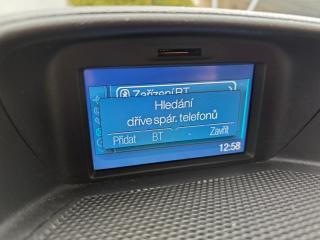 Zařízení BT
Hledání
dříve spár. telefonů
Přidat BT - Zavřít
12:58